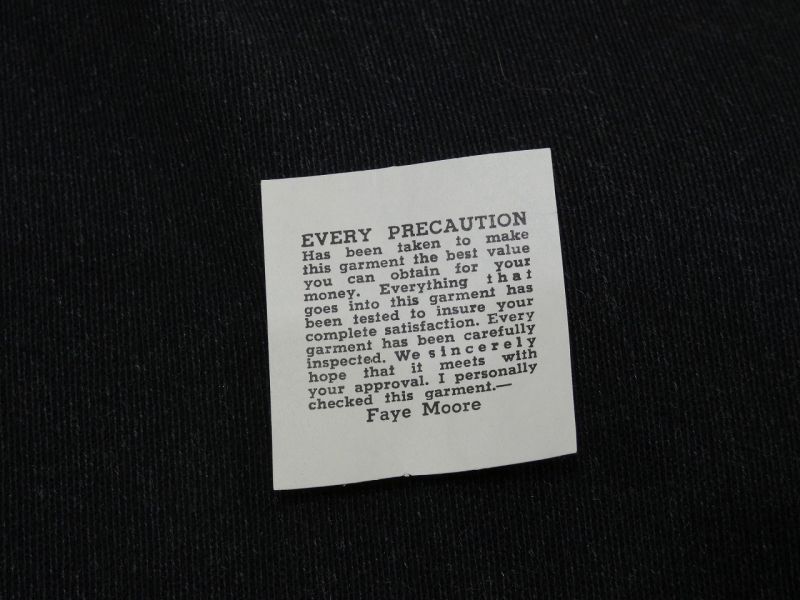 EVERY PRECAUTION
Has been taken to make
this garment the best value
you can obtain for your
money. Everything that
goes into this garment has
been tested to insure your
complete satisfaction. Every
garment has been carefully
inspected. We sincerely
hope that it meets with
your approval. I personally
checked this garment.—
Faye Moore